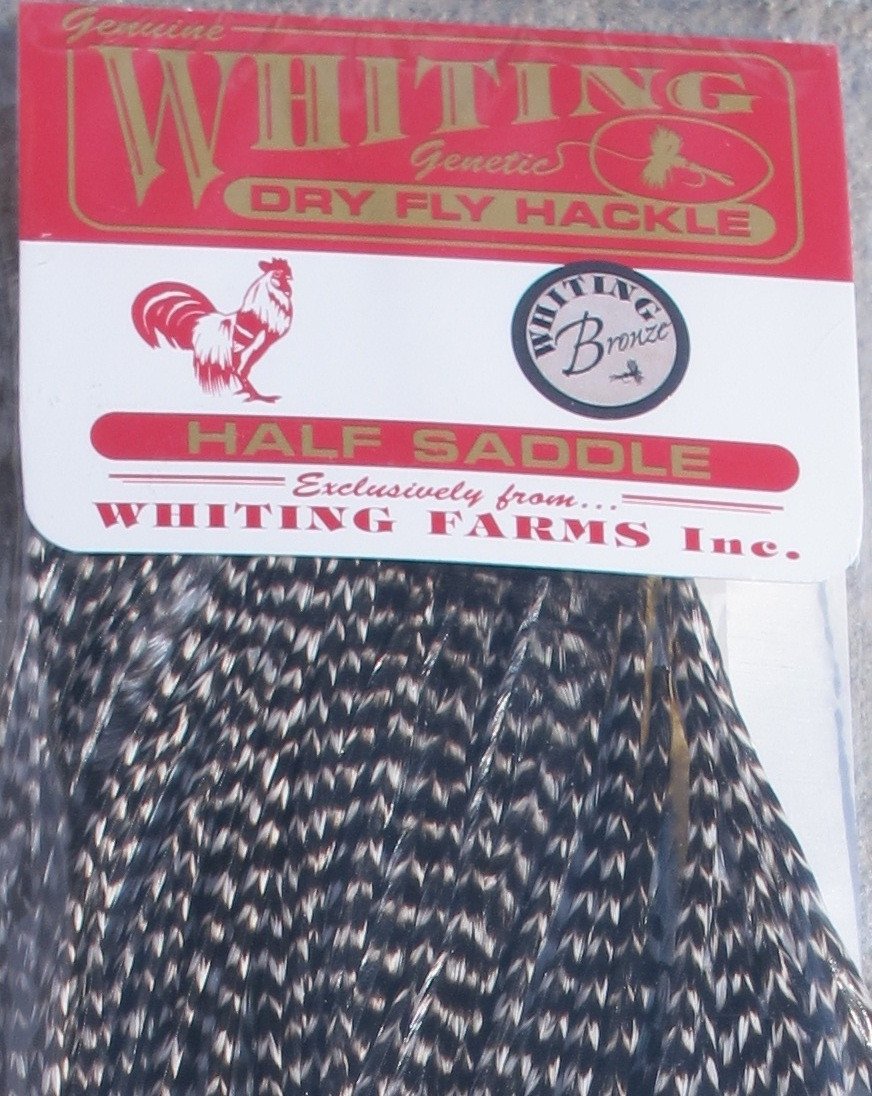 Genuine
WHITING
Genetic
DRY FLY HACKLE
WHITING
Bronze
HALF SADDLE
Exclusively from...
WHITING FARMS Inc.